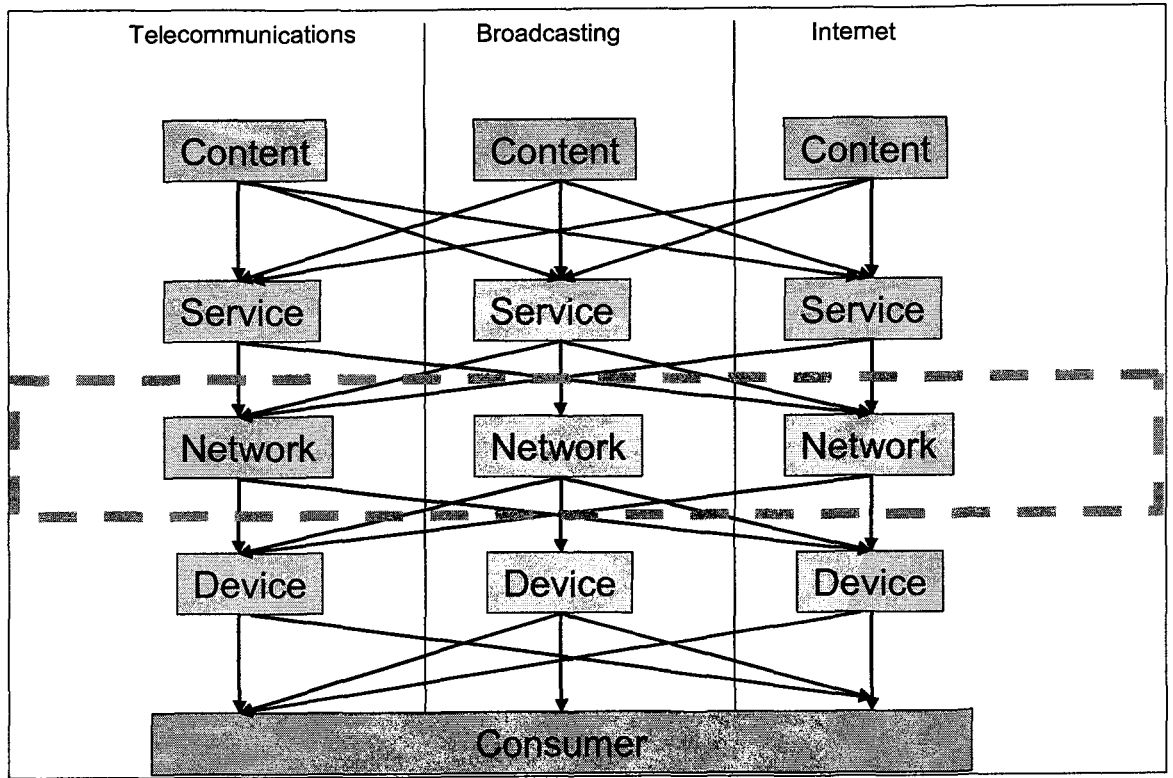 Telecommunications Broadcasting Internet
Content Content Content
Service Service Service
Network Network Network
Device Device Device
Consumer